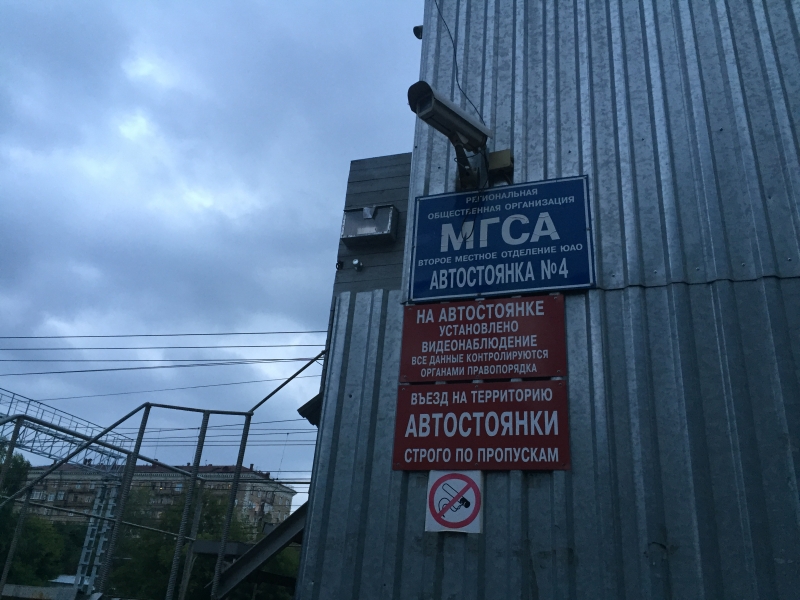 РЕГИОНАЛЬНАЯ
ОБЩЕСТВЕННАЯ ОРГАНИЗАЦИЯ
МГСА
ВТОРОЕ МЕСТНОЕ ОТДЕЛЕНИЕ ЮАО
АВТОСТОЯНКА №4
НА АВТОСТОЯНКЕ
УСТАНОВЛЕНО
ВИДЕОНАБЛЮДЕНИЕ
ВСЕ ДАННЫЕ КОНТРОЛИРУЮТСЯ
ОРГАНАМИ ПРАВОПОРЯДКА
ВЪЕЗД НА ТЕРРИТОРИЮ
АВТОСТОЯНКИ
СТРОГО ПО ПРОПУСКАМ